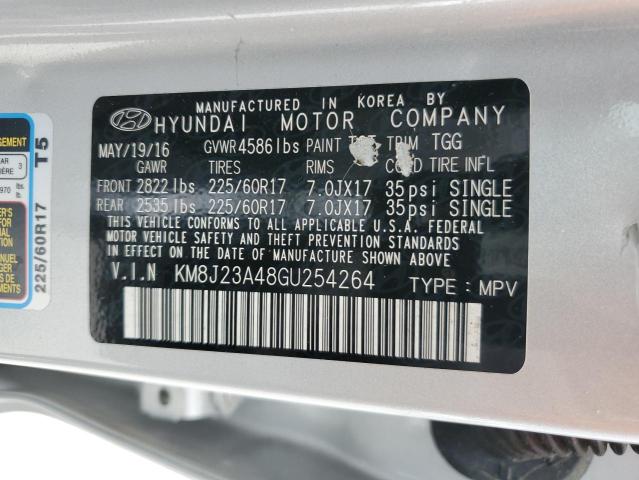 MANUFACTURED IN KOREA BY
HYUNDAI MOTOR COMPANY
MAY/19/16 GVWR 4586 lbs PAINT TRIM TGG
GAWR TIRES RIMS COLD TIRE INFL
FRONT 2822 lbs 225/60R17 7.0JX17 35psi SINGLE
REAR 2535 lbs 225/60R17 7.0JX17 35psi SINGLE
THIS VEHICLE CONFORMS TO ALL APPLICABLE U.S.A. FEDERAL
MOTOR VEHICLE SAFETY, BUMPER, AND THEFT PREVENTION STANDARDS
IN EFFECT ON THE DATE OF MANUFACTURE SHOWN ABOVE.
V.I.N KM8J23A48GU254264 TYPE : MPV
225/60R17 T5
3